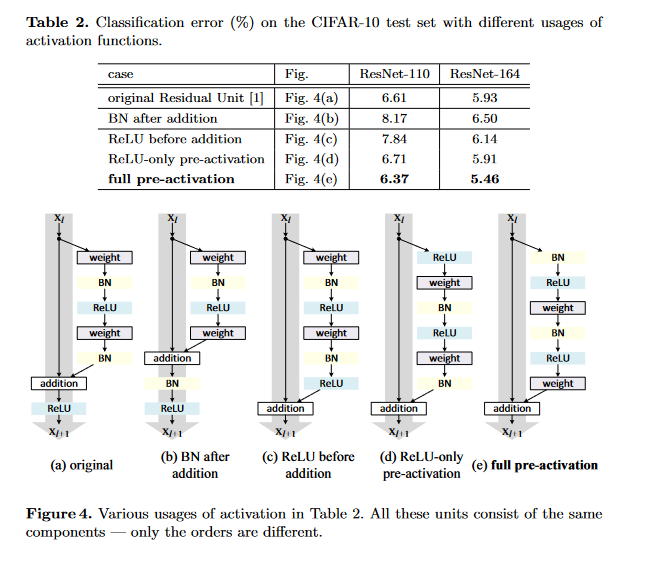 Table 2. Classification error (%) on the CIFAR-10 test set with different usages of
activation functions.
case Fig. ResNet-110 ResNet-164
original Residual Unit [1] Fig. 4(a) 6.61 5.93
BN after addition Fig. 4(b) 8.17 6.50
ReLU before addition Fig. 4(c) 7.84 6.14
ReLU-only pre-activation Fig. 4(d) 6.71 5.91
full pre-activation Fig. 4(e) 6.37 5.46
xl
weight
BN
ReLU
weight
BN
addition
ReLU
xl+1
(a) original
xl
weight
BN
ReLU
weight
addition
BN
ReLU
xl+1
(b) BN after
addition
xl
weight
BN
ReLU
weight
BN
ReLU
addition
xl+1
(c) ReLU before
addition
xl
ReLU
weight
BN
ReLU
weight
BN
addition
xl+1
(d) ReLU-only
pre-activation
xl
BN
ReLU
weight
BN
ReLU
weight
addition
xl+1
(e) full pre-activation
Figure 4. Various usages of activation in Table 2. All these units consist of the same
components — only the orders are different.